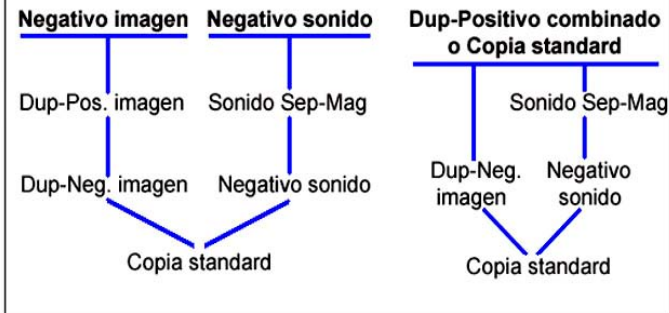 Negativo imagen Negativo sonido
Dup-Pos. imagen Sonido Sep-Mag
Dup-Neg. imagen Negativo sonido
Copia standard
Dup-Positivo combinado
o Copia standard
Sonido Sep-Mag
Dup-Neg. Negativo
imagen sonido
Copia standard